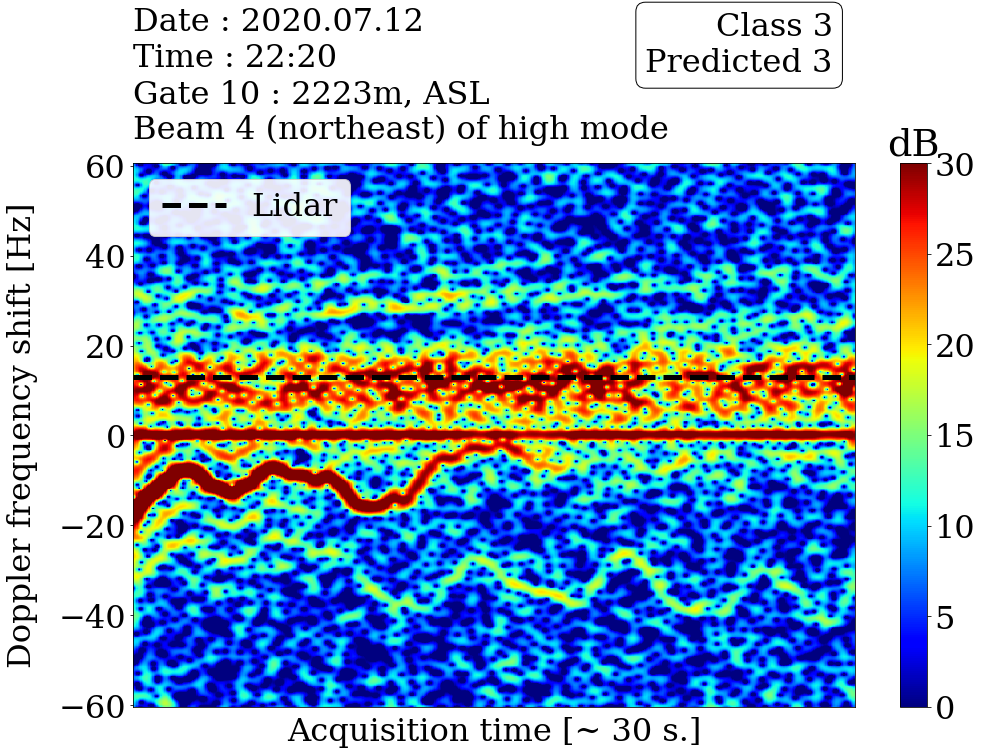 Date : 2020.07.12
Time : 22:20
Gate 10 : 2223m, ASL
Beam 4 (northeast) of high mode
Class 3
Predicted 3
dB
Lidar
Doppler frequency shift [Hz]
60
40
20
0
−20
−40
−60
30
25
20
15
10
5
0
Acquisition time [~ 30 s.]